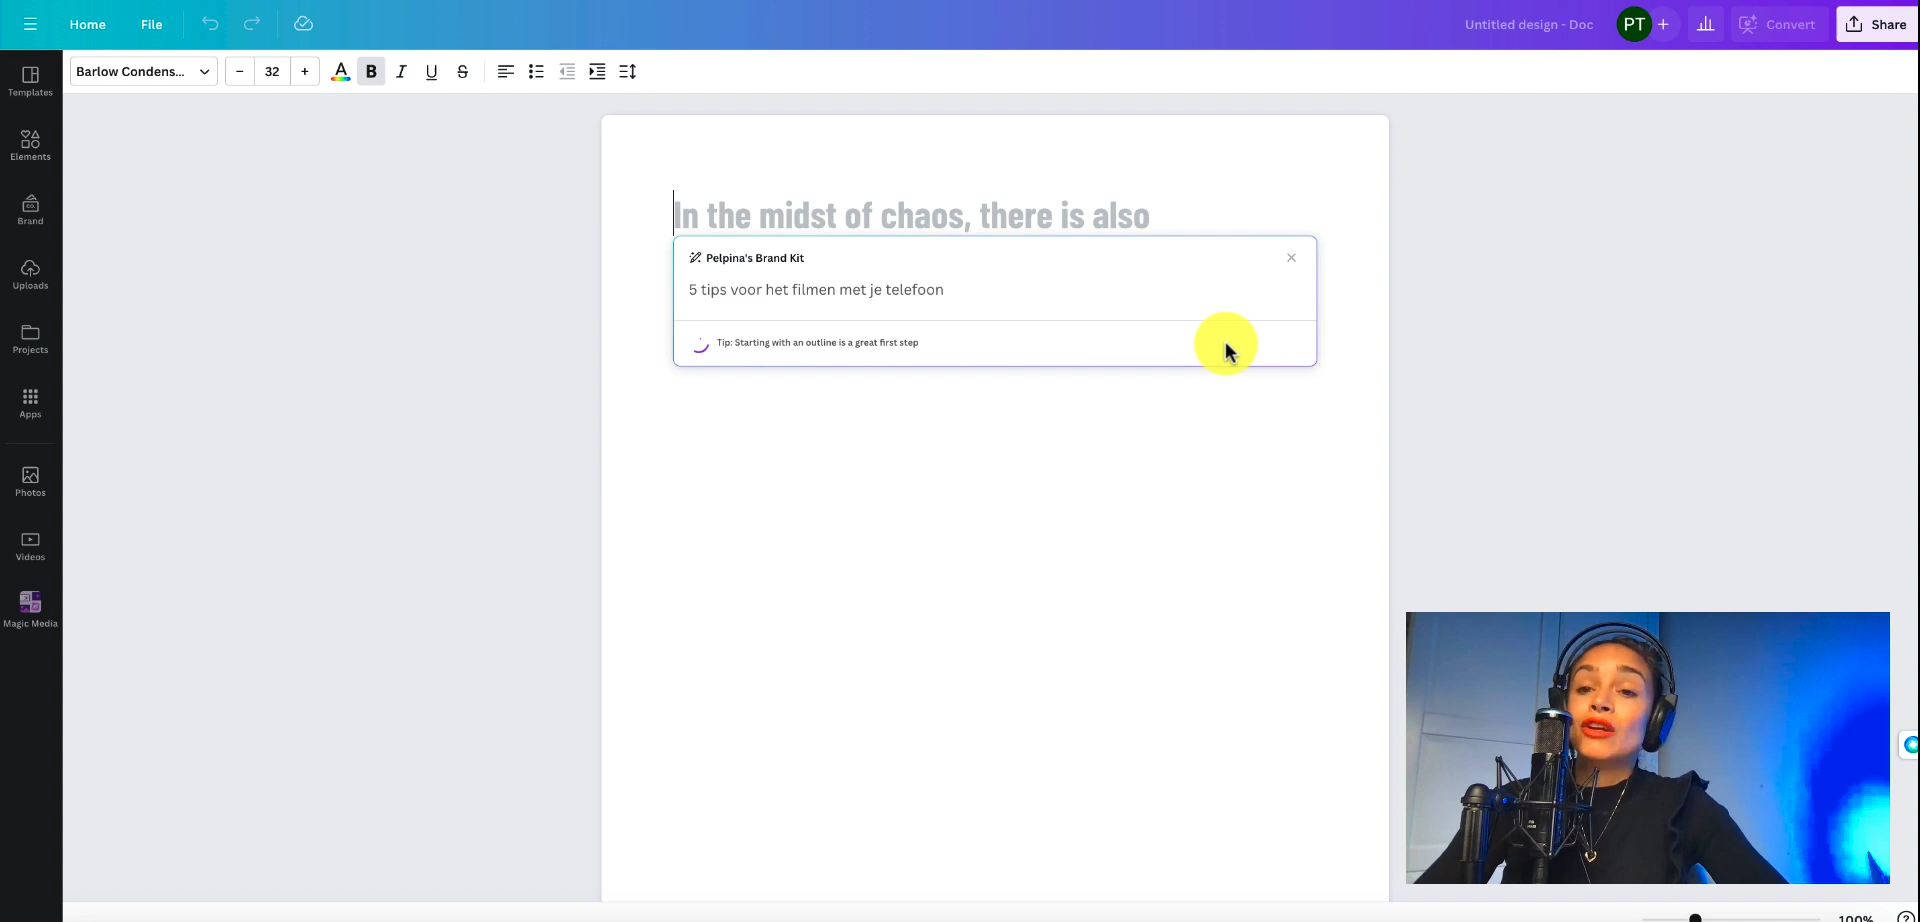 Home File Untitled design - Doc PT + Convert Share
Barlow Condens... − 32 + A B I U S
Templates
Elements
Brand
Uploads
Projects
Apps
Photos
Videos
Magic Media
In the midst of chaos, there is also
Pelpina's Brand Kit
5 tips voor het filmen met je telefoon
Tip: Starting with an outline is a great first step
100% ?